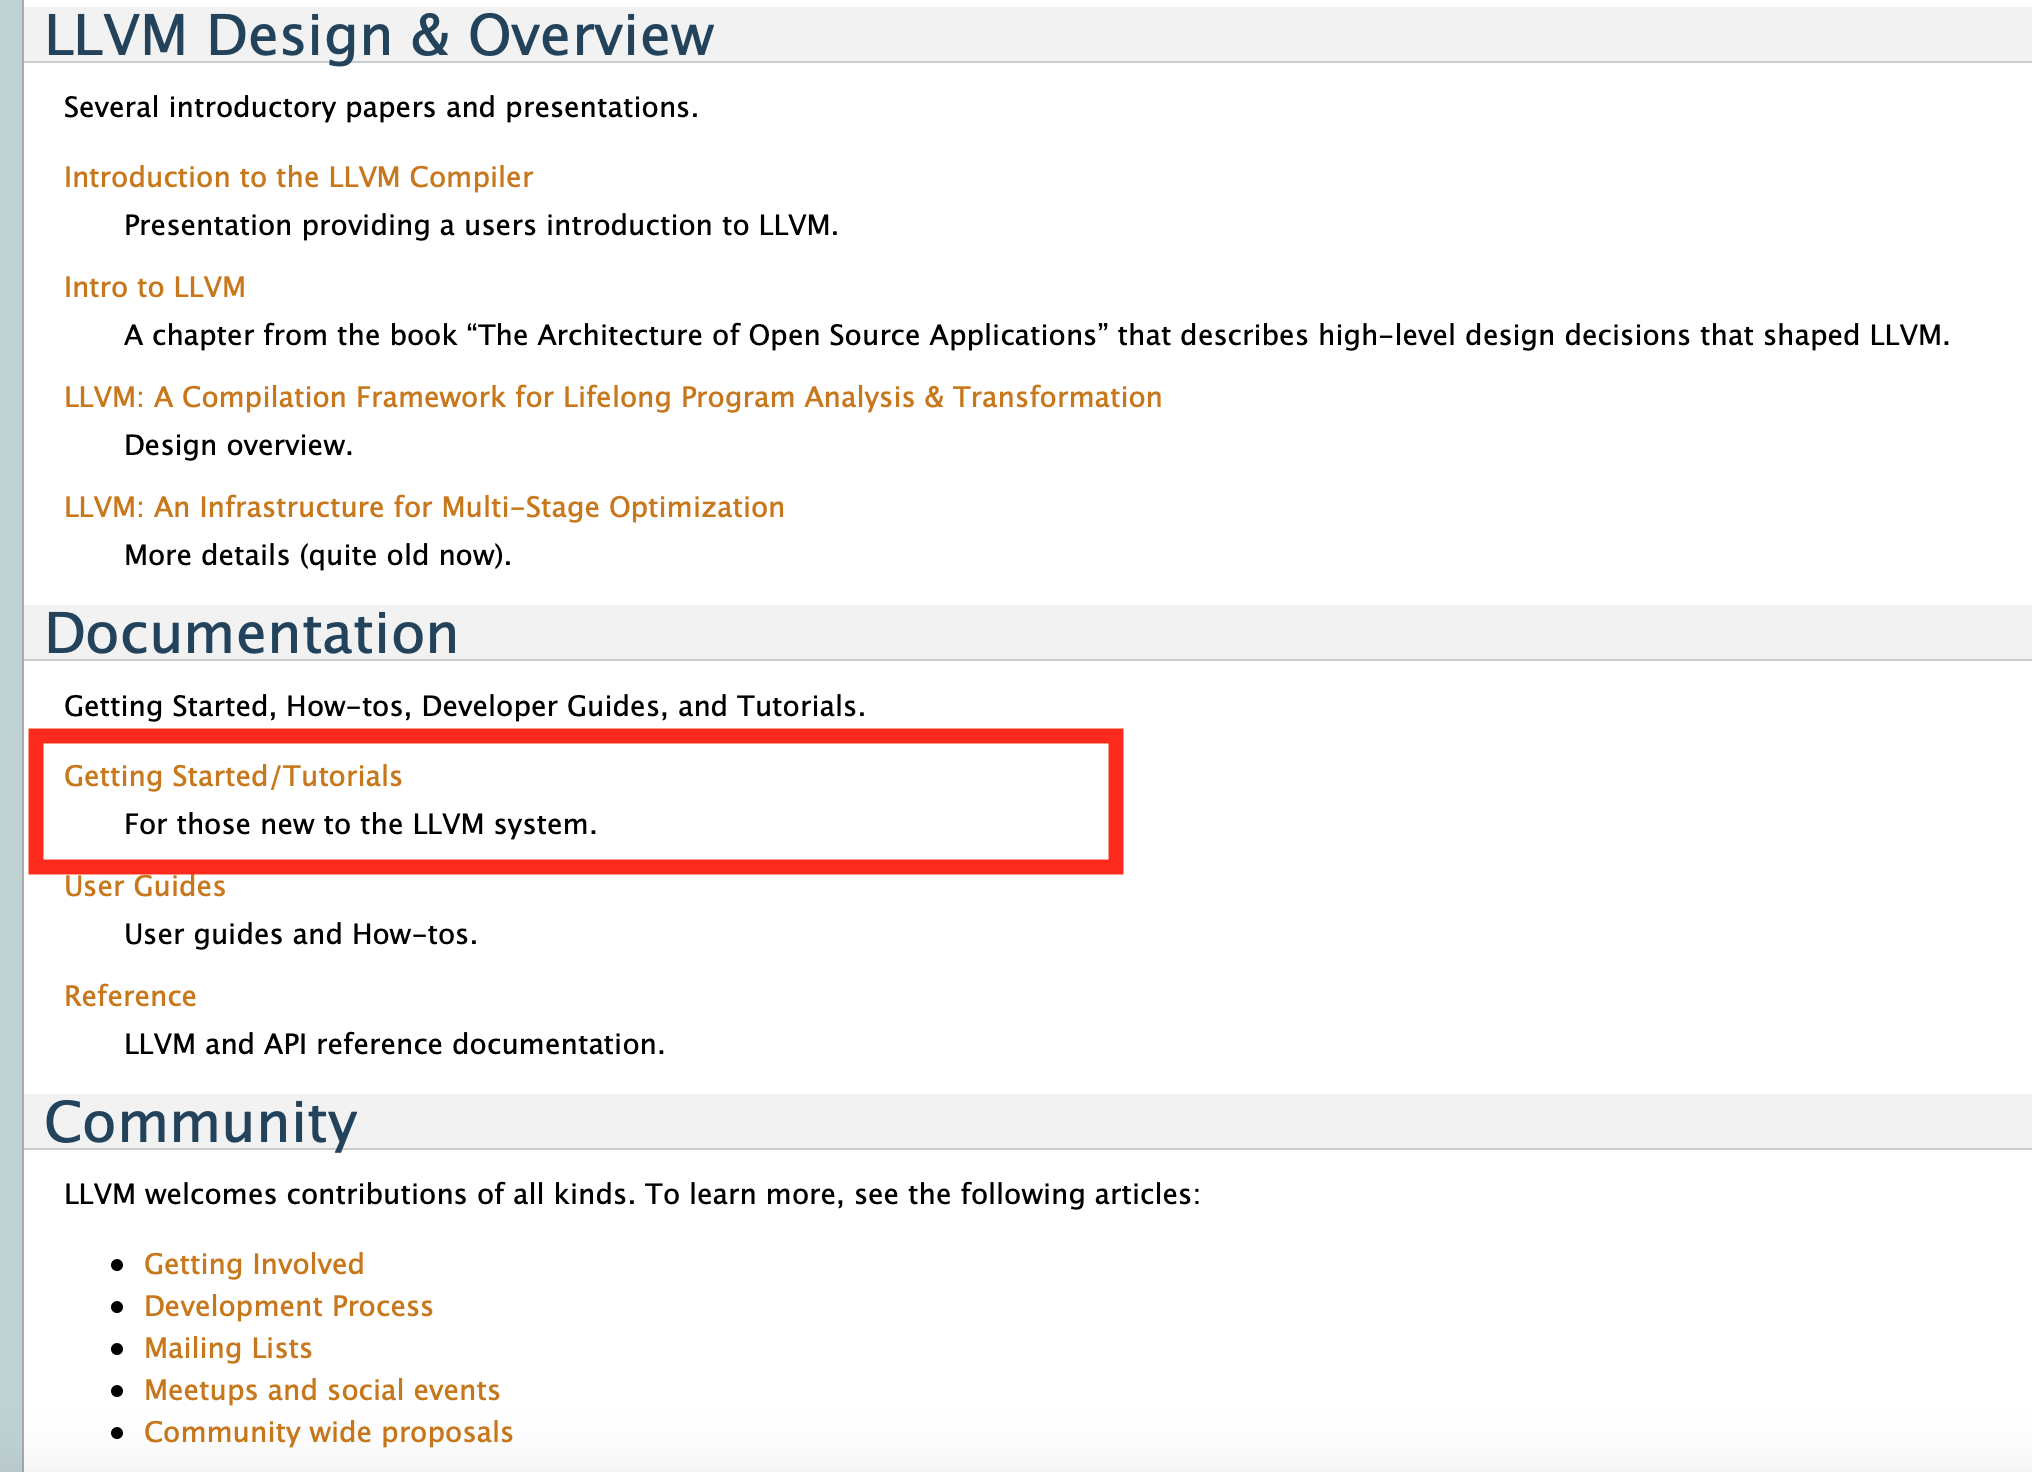 LLVM Design & Overview
Several introductory papers and presentations.
Introduction to the LLVM Compiler
Presentation providing a users introduction to LLVM.
Intro to LLVM
A chapter from the book “The Architecture of Open Source Applications” that describes high-level design decisions that shaped LLVM.
LLVM: A Compilation Framework for Lifelong Program Analysis & Transformation
Design overview.
LLVM: An Infrastructure for Multi-Stage Optimization
More details (quite old now).
Documentation
Getting Started, How-tos, Developer Guides, and Tutorials.
Getting Started/Tutorials
For those new to the LLVM system.
User Guides
User guides and How-tos.
Reference
LLVM and API reference documentation.
Community
LLVM welcomes contributions of all kinds. To learn more, see the following articles:
• Getting Involved
• Development Process
• Mailing Lists
• Meetups and social events
• Community wide proposals